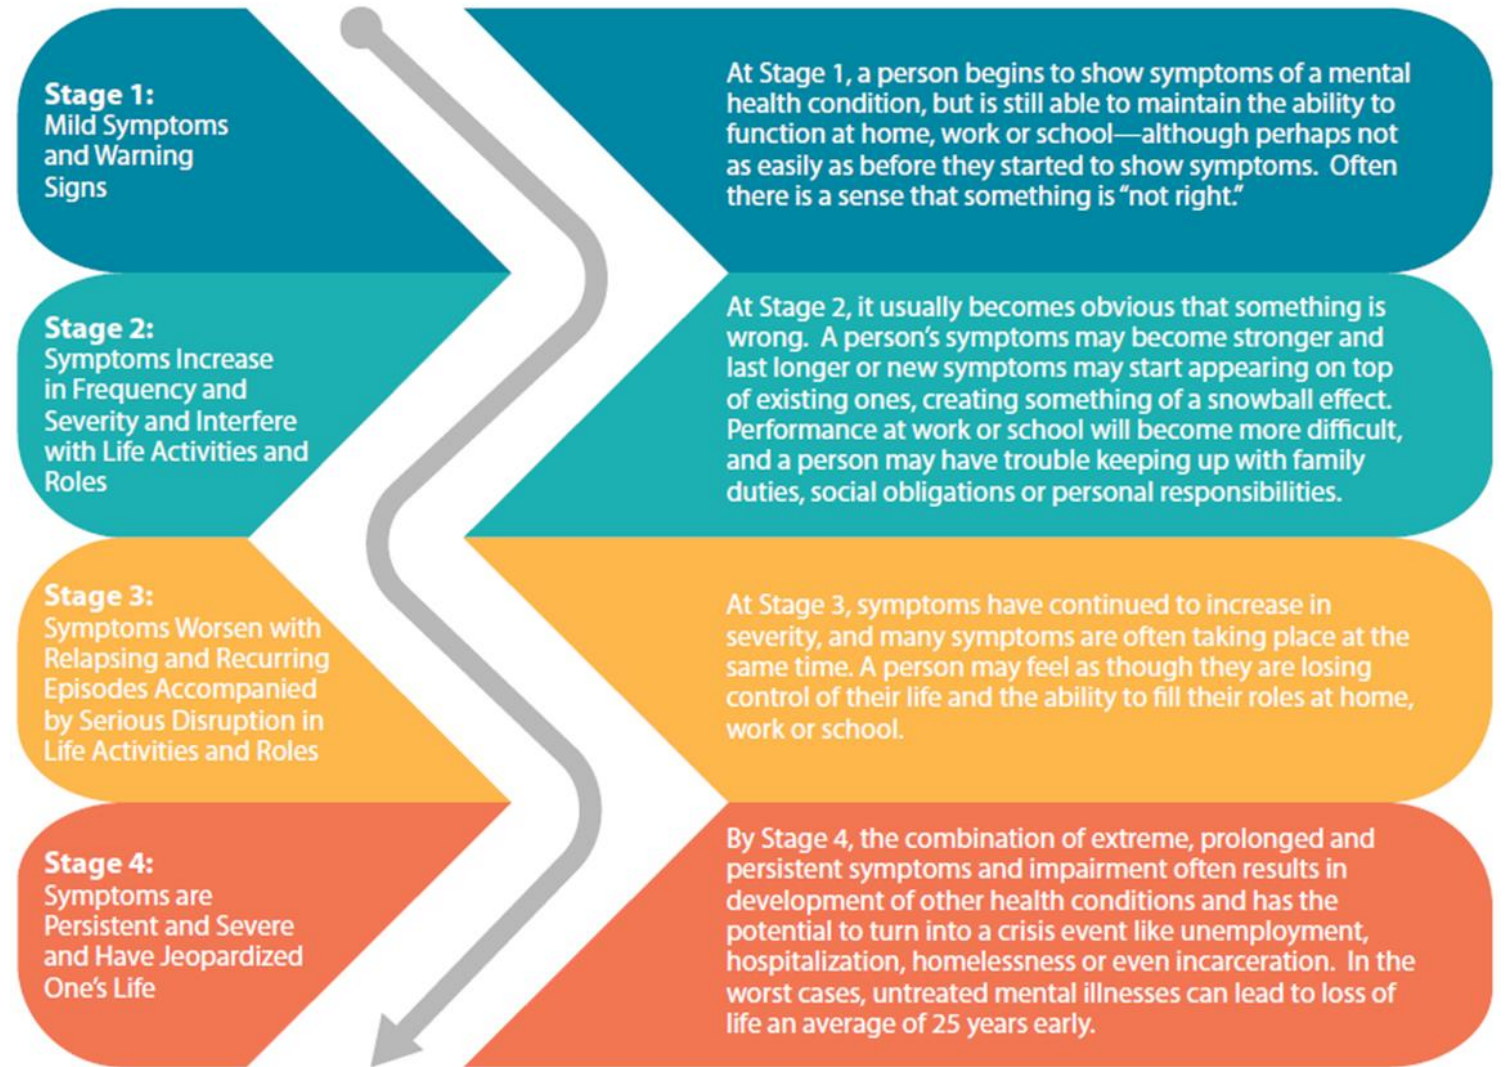 Stage 1:
Mild Symptoms
and Warning
Signs
At Stage 1, a person begins to show symptoms of a mental
health condition, but is still able to maintain the ability to
function at home, work or school—although perhaps not
as easily as before they started to show symptoms.  Often
there is a sense that something is “not right.”
Stage 2:
Symptoms Increase
in Frequency and
Severity and Interfere
with Life Activities and
Roles
At Stage 2, it usually becomes obvious that something is
wrong.  A person’s symptoms may become stronger and
last longer or new symptoms may start appearing on top
of existing ones, creating something of a snowball effect.
Performance at work or school will become more difficult,
and a person may have trouble keeping up with family
duties, social obligations or personal responsibilities.
Stage 3:
Symptoms Worsen with
Relapsing and Recurring
Episodes Accompanied
by Serious Disruption in
Life Activities and Roles
At Stage 3, symptoms have continued to increase in
severity, and many symptoms are often taking place at the
same time. A person may feel as though they are losing
control of their life and the ability to fill their roles at home,
work or school.
Stage 4:
Symptoms are
Persistent and Severe
and Have Jeopardized
One’s Life
By Stage 4, the combination of extreme, prolonged and
persistent symptoms and impairment often results in
development of other health conditions and has the
potential to turn into a crisis event like unemployment,
hospitalization, homelessness or even incarceration.  In the
worst cases, untreated mental illnesses can lead to loss of
life an average of 25 years early.